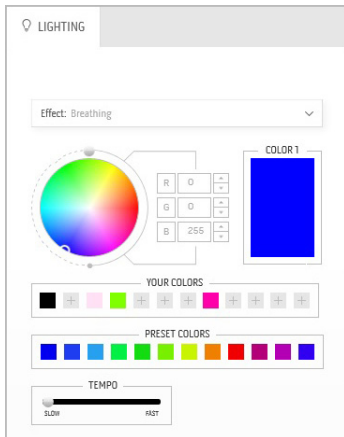 LIGHTING
Effect: Breathing
COLOR 1
R 0
G 0
B 255
YOUR COLORS
PRESET COLORS
TEMPO
SLOW FAST